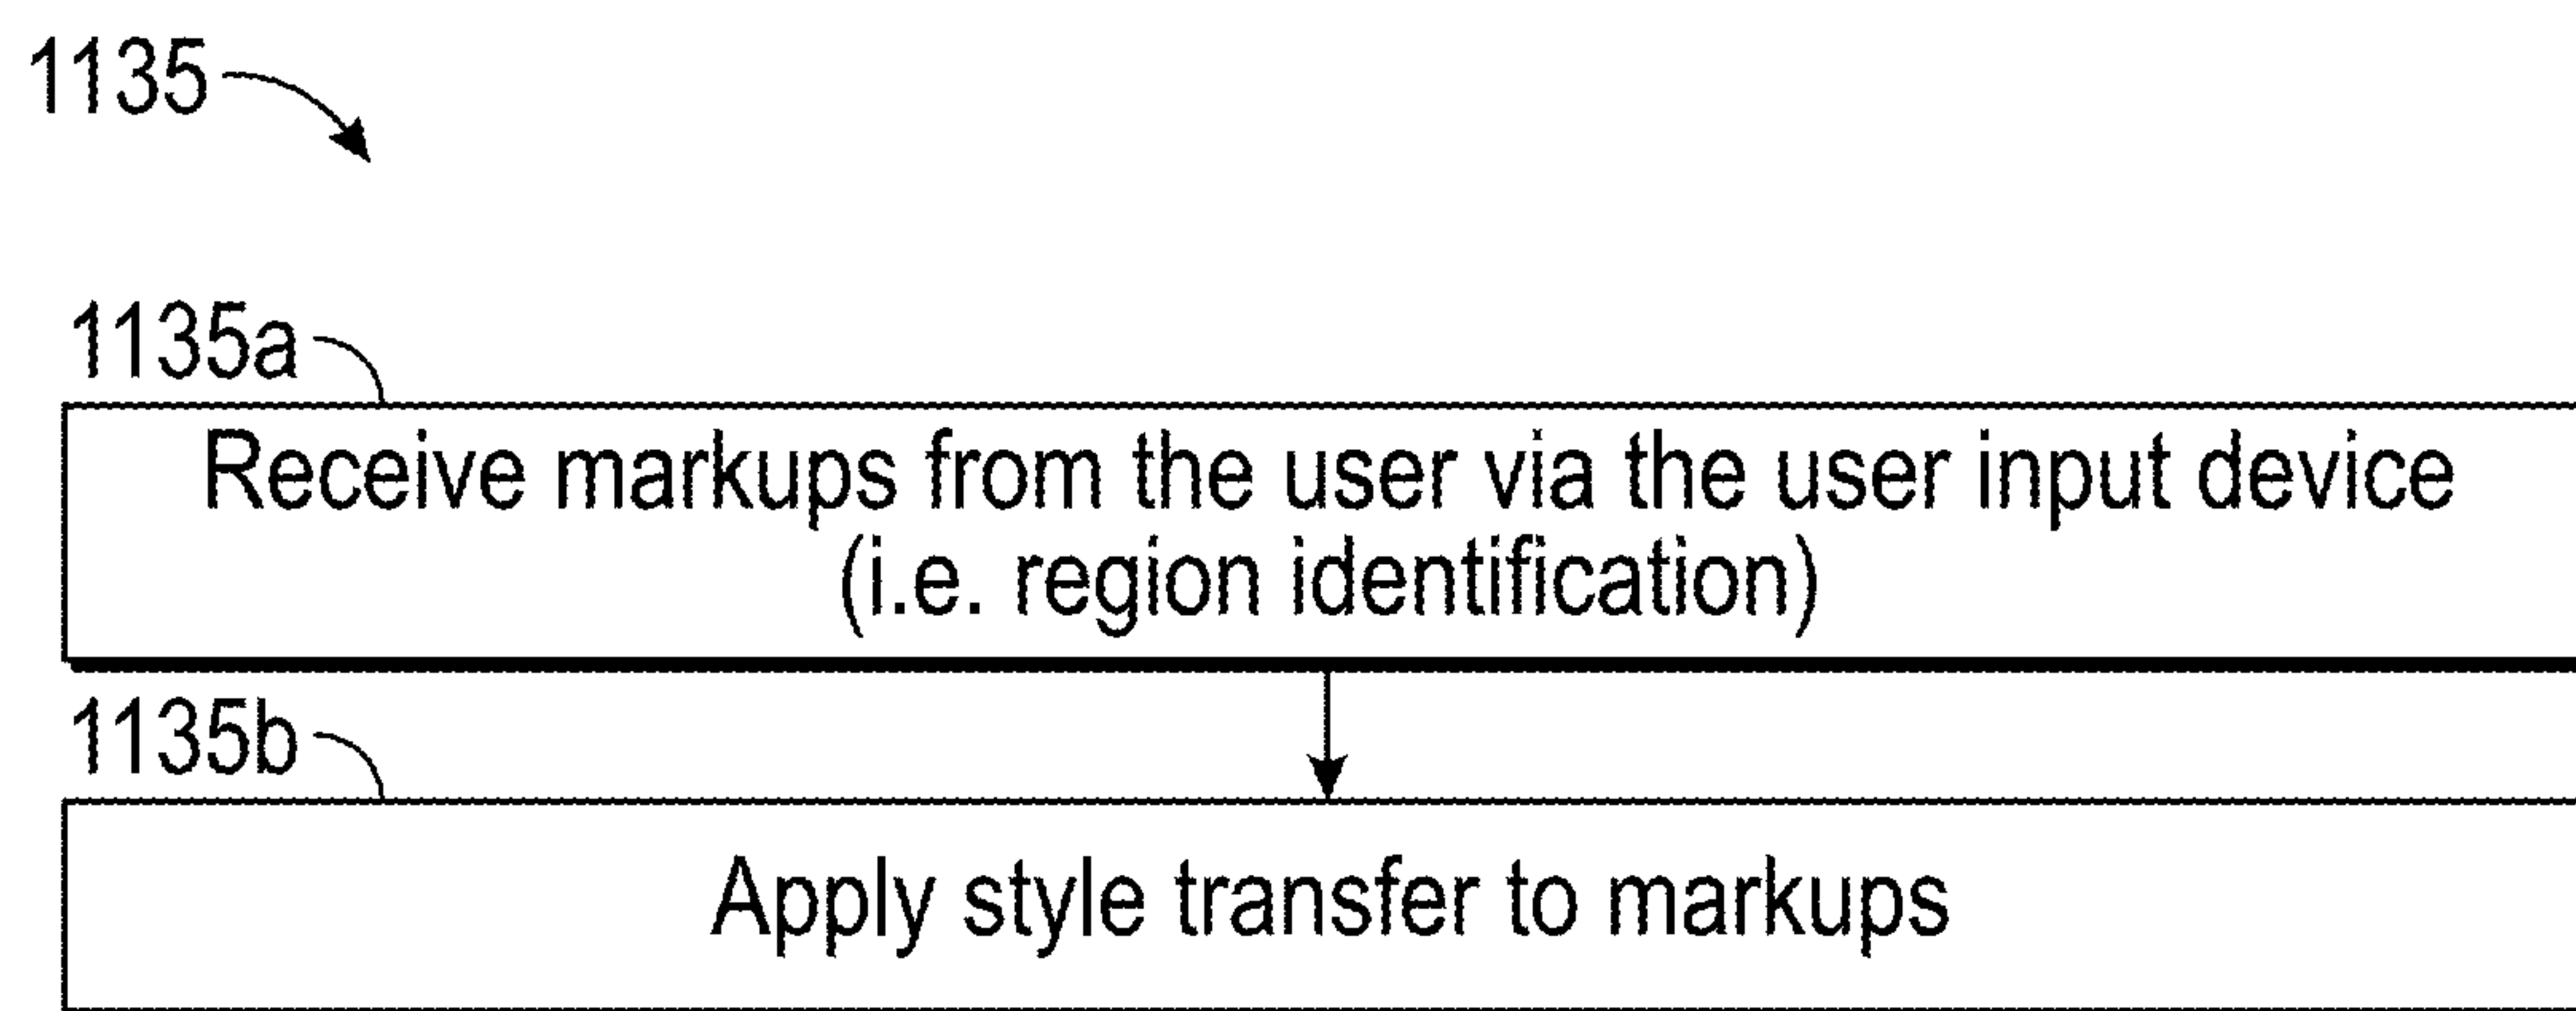 1135
1135a
Receive markups from the user via the user input device
(i.e. region identification)
1135b
Apply style transfer to markups